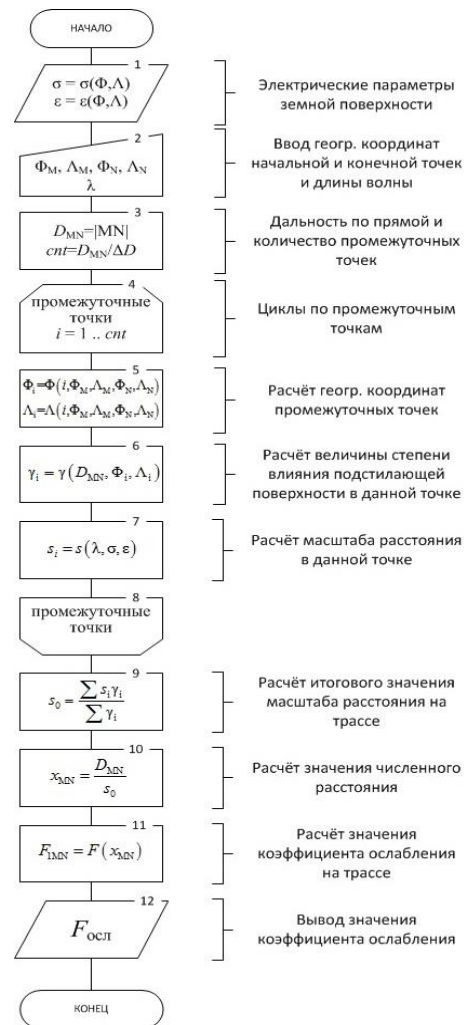 НАЧАЛО
1
σ = σ(Φ,Λ)
ε = ε(Φ,Λ)
Электрические параметры
земной поверхности
2
Φ_M, Λ_M, Φ_N, Λ_N
λ
Ввод геогр. координат
начальной и конечной точек
и длины волны
3
D_MN=|MN|
cnt=D_MN/ΔD
Дальность по прямой и
количество промежуточных
точек
4
промежуточные
точки
i = 1 .. cnt
Циклы по промежуточным
точкам
5
Φ_i=Φ(i,Φ_M,Λ_M,Φ_N,Λ_N)
Λ_i=Λ(i,Φ_M,Λ_M,Φ_N,Λ_N)
Расчёт геогр. координат
промежуточных точек
6
γ_i = γ(D_MN, Φ_i, Λ_i)
Расчёт величины степени
влияния подстилающей
поверхности в данной точке
7
s_i = s(λ,σ,ε)
Расчёт масштаба расстояния
в данной точке
8
промежуточные
точки
9
s_0 = ∑ s_i γ_i / ∑ γ_i
Расчёт итогового значения
масштаба расстояния на
трассе
10
x_MN = D_MN / s_0
Расчёт значения численного
расстояния
11
F_1MN = F(x_MN)
Расчёт значения
коэффициента ослабления
на трассе
12
F_осл
Вывод значения
коэффициента ослабления
КОНЕЦ